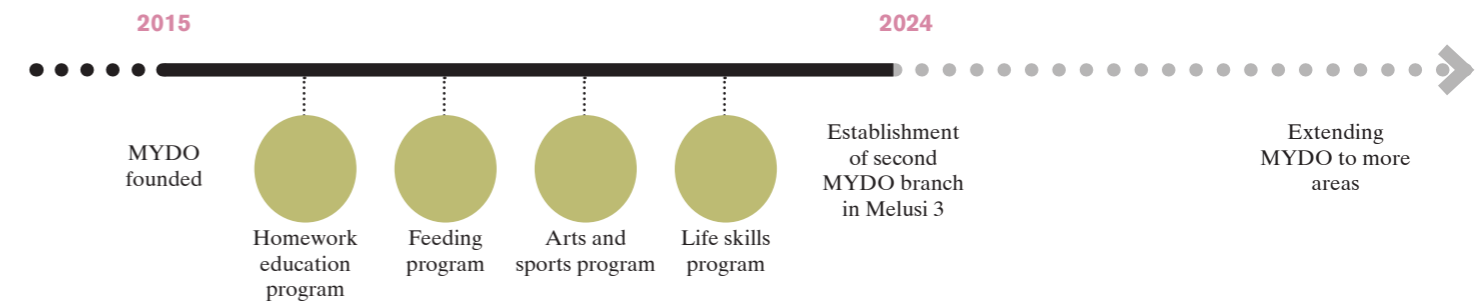 2015
2024
MYDO
founded
Homework
education
program
Feeding
program
Arts and
sports program
Life skills
program
Establishment
of second
MYDO branch
in Melusi 3
Extending
MYDO to more
areas